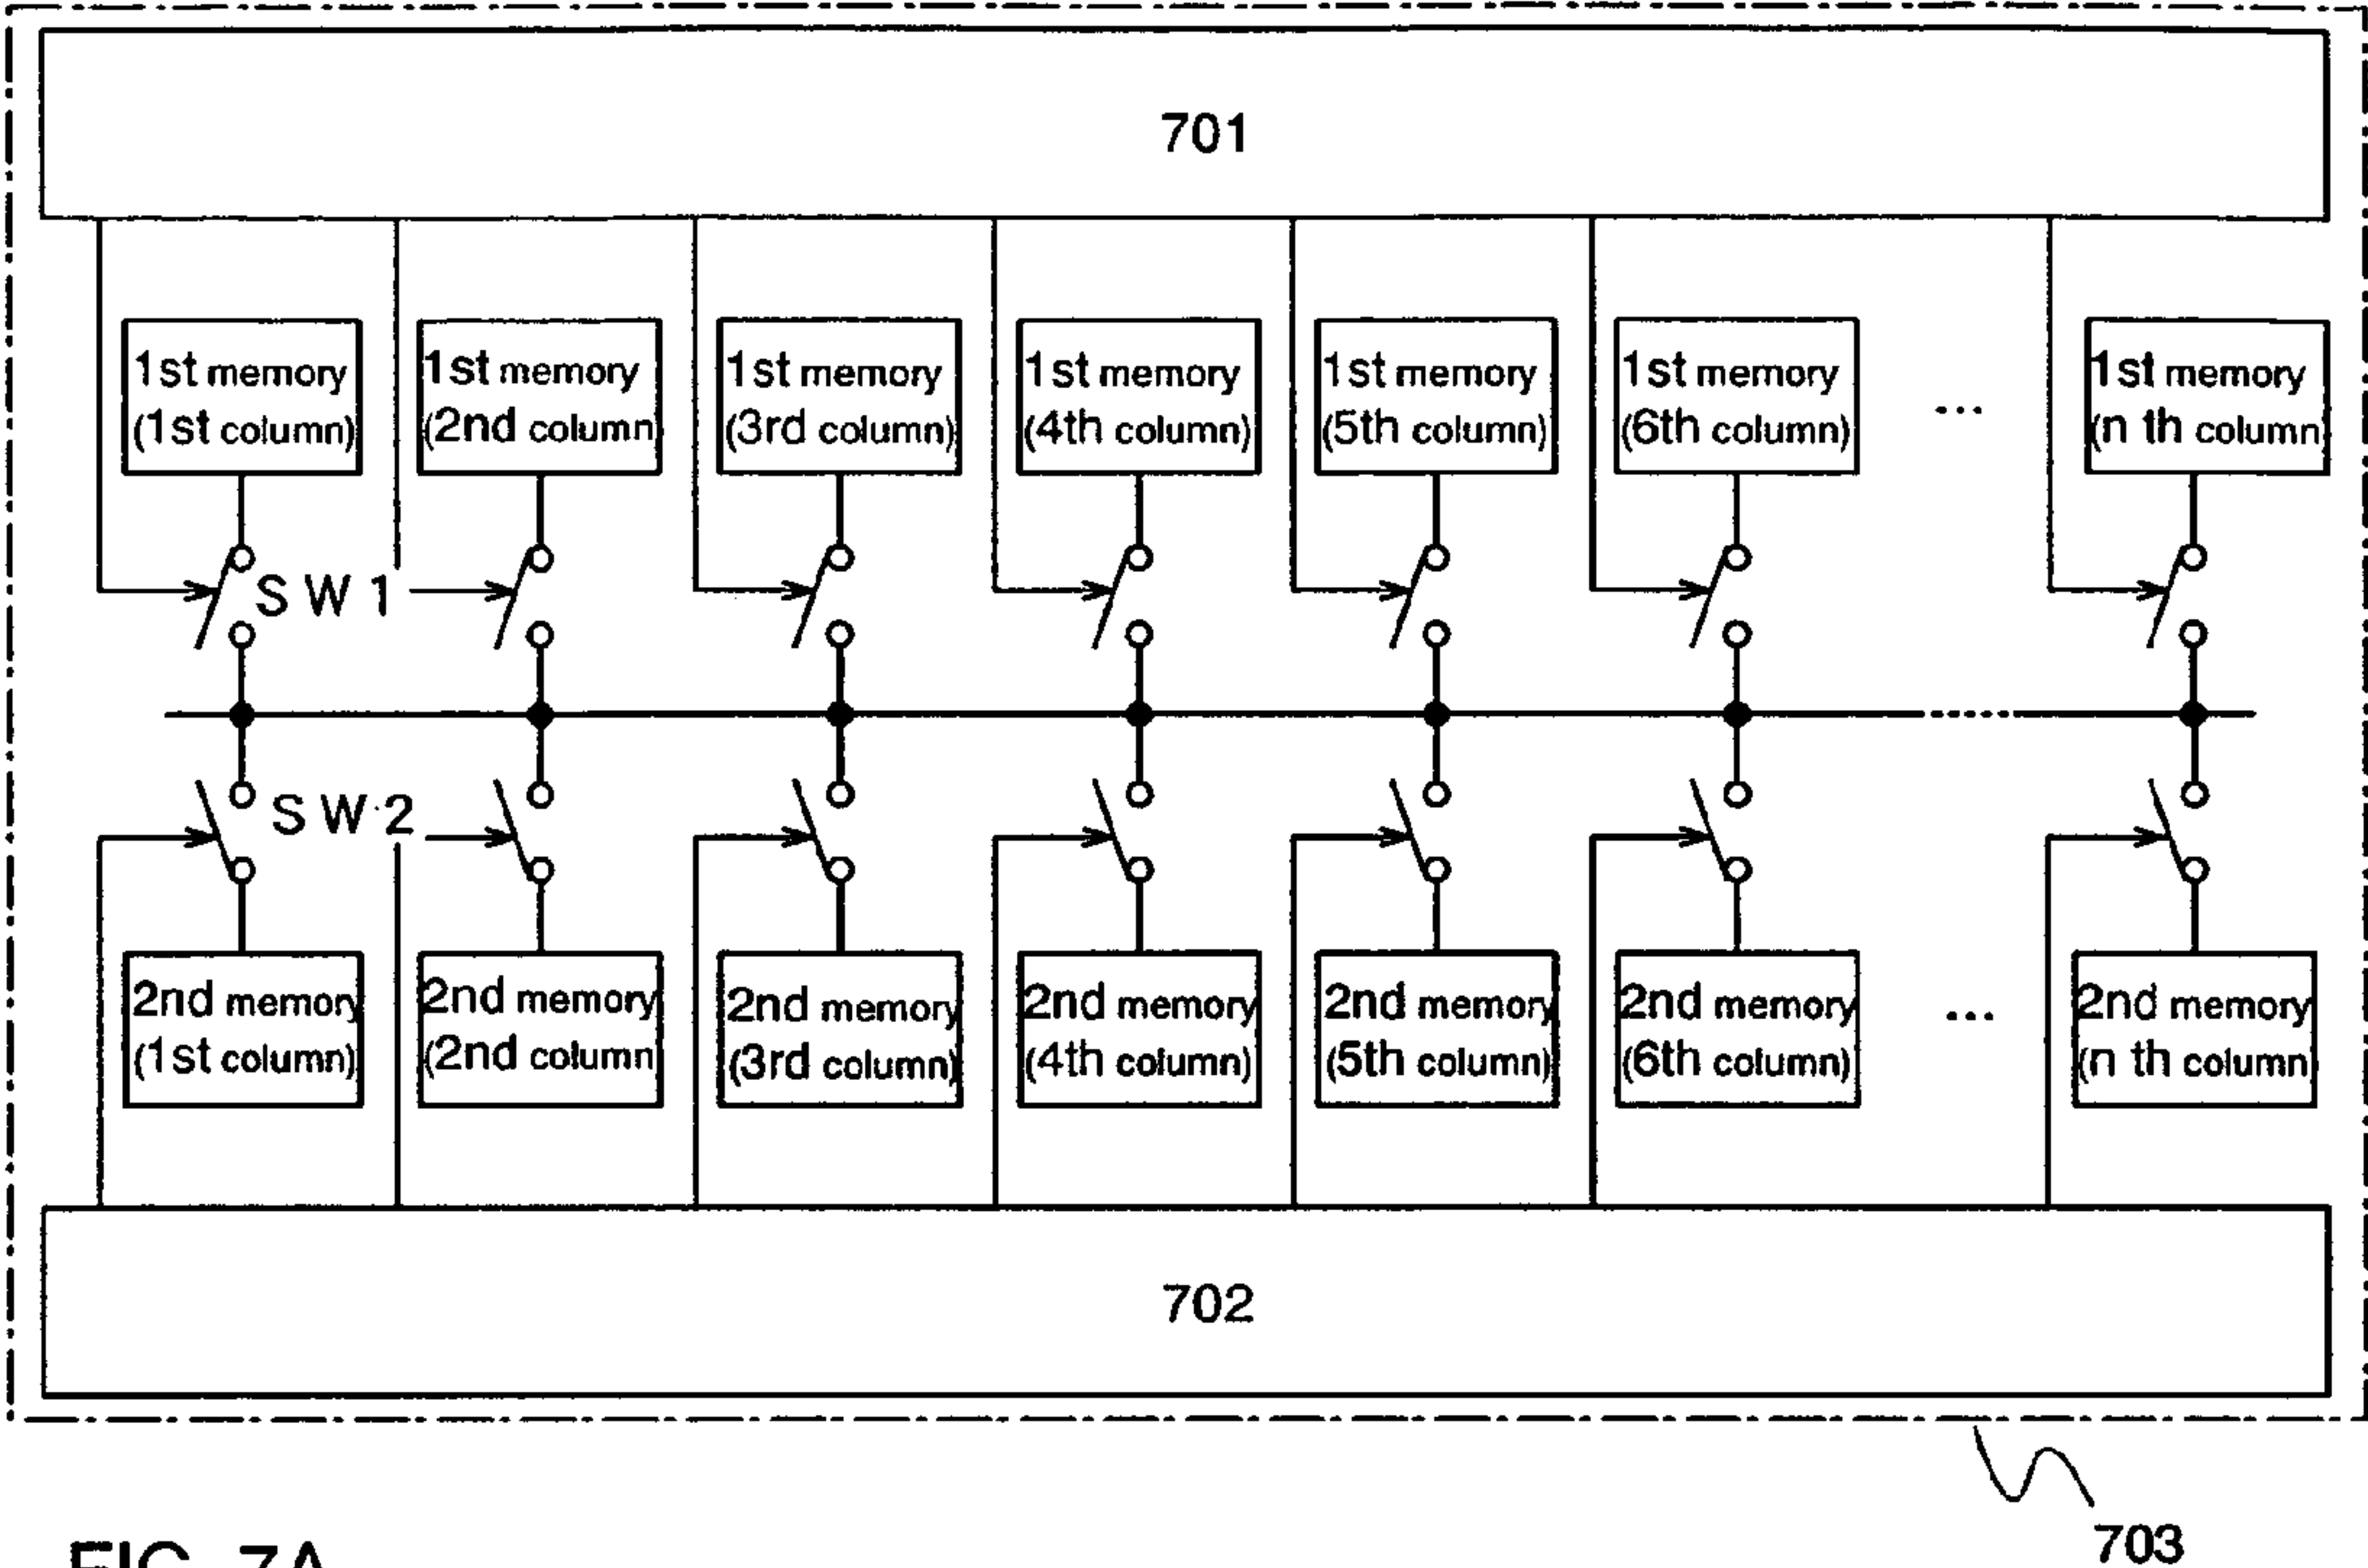 701
1st memory
(1st column)
1st memory
(2nd column
1st memory
(3rd column)
1st memory
(4th column)
1st memory
(5th column)
1st memory
(6th column)
...
1st memory
(n th column
SW1
SW2
2nd memory
(1st column)
2nd memory
(2nd column
2nd memory
(3rd column)
2nd memory
(4th column)
2nd memory
(5th column)
2nd memory
(6th column)
...
2nd memory
(n th column
702
703
FIG. 7A